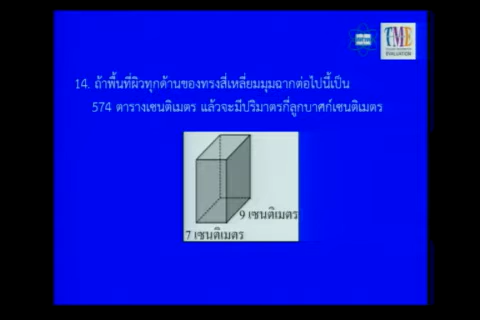 TME
EVALUATION
14. ถ้าพื้นที่ผิวทุกด้านของทรงสี่เหลี่ยมมุมฉากต่อไปนี้เป็น
574 ตารางเซนติเมตร แล้วจะมีปริมาตรกี่ลูกบาศก์เซนติเมตร
9 เซนติเมตร
7 เซนติเมตร